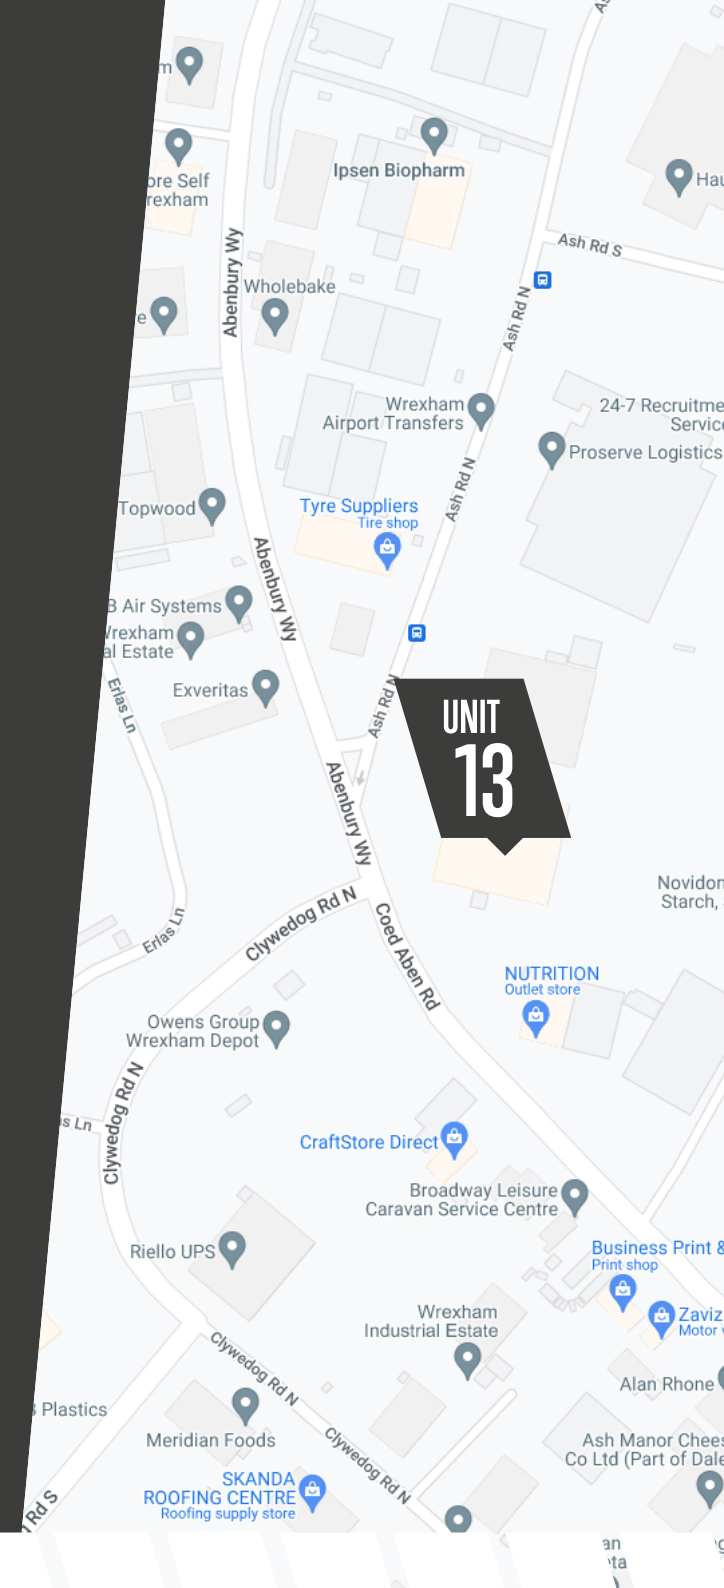 m
Ipsen Biopharm
Hau
ore Self
rexham
Ash Rd S
Abenbury Wy
Wholebake
Ash Rd N
e
Wrexham
Airport Transfers
24-7 Recruitme
Service
Proserve Logistics
Ash Rd N
Topwood
Tyre Suppliers
Tire shop
Abenbury Wy
B Air Systems
Wrexham
al Estate
Exveritas
Erlas Ln
Ash Rd N
UNIT
13
Abenbury Wy
Novidon
Starch,
Clywedog Rd N
Erlas Ln
Coed Aben Rd
NUTRITION
Outlet store
Owens Group
Wrexham Depot
Clywedog Rd N
as Ln
CraftStore Direct
Broadway Leisure
Caravan Service Centre
Riello UPS
Business Print &
Print shop
Wrexham
Industrial Estate
Zaviz
Motor v
Clywedog Rd N
Alan Rhone
B Plastics
Meridian Foods
Clywedog Rd N
Ash Manor Chees
Co Ltd (Part of Dale
SKANDA
ROOFING CENTRE
Roofing supply store
Rd S
an
ta